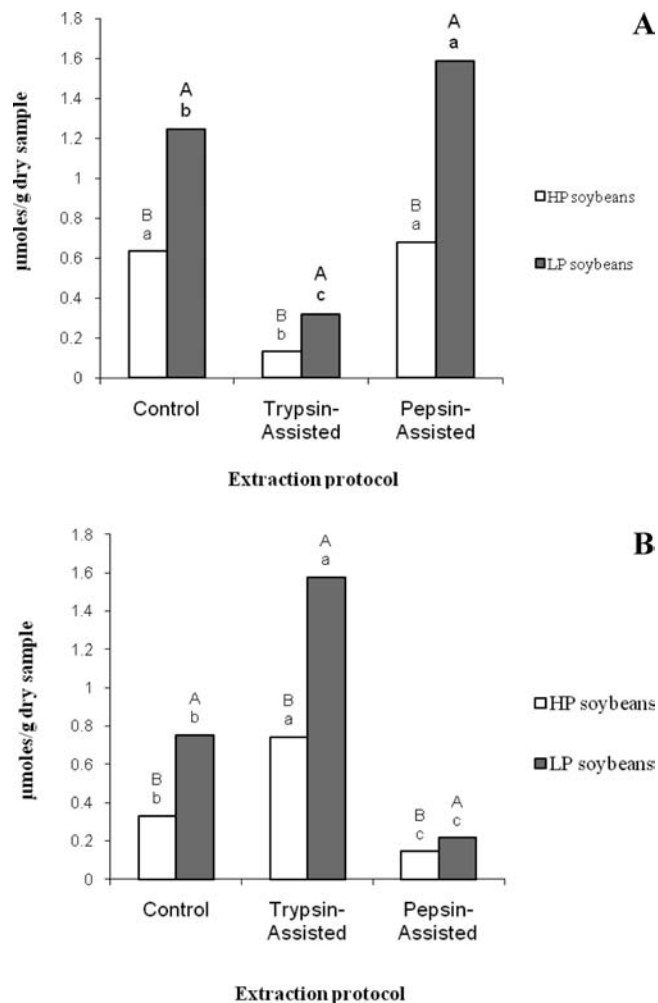 A
µmoles/g dry sample
1.8
1.6
1.4
1.2
1
0.8
0.6
0.4
0.2
0
B
a
A
b
B
b
A
c
B
a
A
a
HP soybeans
LP soybeans
Control
Trypsin-
Assisted
Pepsin-
Assisted
Extraction protocol
B
µmoles/g dry sample
1.8
1.6
1.4
1.2
1
0.8
0.6
0.4
0.2
0
B
b
A
b
B
a
A
a
B
c
A
c
HP soybeans
LP soybeans
Control
Trypsin-
Assisted
Pepsin-
Assisted
Extraction protocol